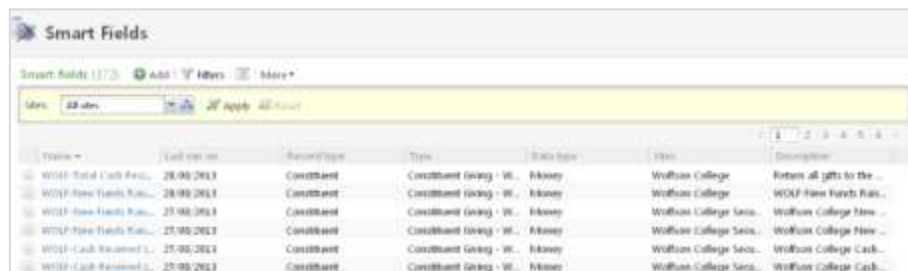 Smart Fields
Smart fields Add Filters More
Sites: All sites Apply Reset
1 2 3 4 5 6
Name Last run on Record type Type Data type Sites Description
WOLF-Total Cash Rec... 28/08/2013 Constituent Constituent Giving - W... Money Wolfson College Return all gifts to the ...
WOLF-New Funds Rais... 28/08/2013 Constituent Constituent Giving - W... Money Wolfson College WOLF-New Funds Rais...
WOLF-New Funds Rais... 27/08/2013 Constituent Constituent Giving - W... Money Wolfson College Secu... Wolfson College New ...
WOLF-New Funds Rais... 27/08/2013 Constituent Constituent Giving - W... Money Wolfson College Secu... Wolfson College New ...
WOLF-Cash Received L... 27/08/2013 Constituent Constituent Giving - W... Money Wolfson College Secu... Wolfson College Cash...
WOLF-Cash Received L... 27/08/2013 Constituent Constituent Giving - W... Money Wolfson College Secu... Wolfson College Cash...